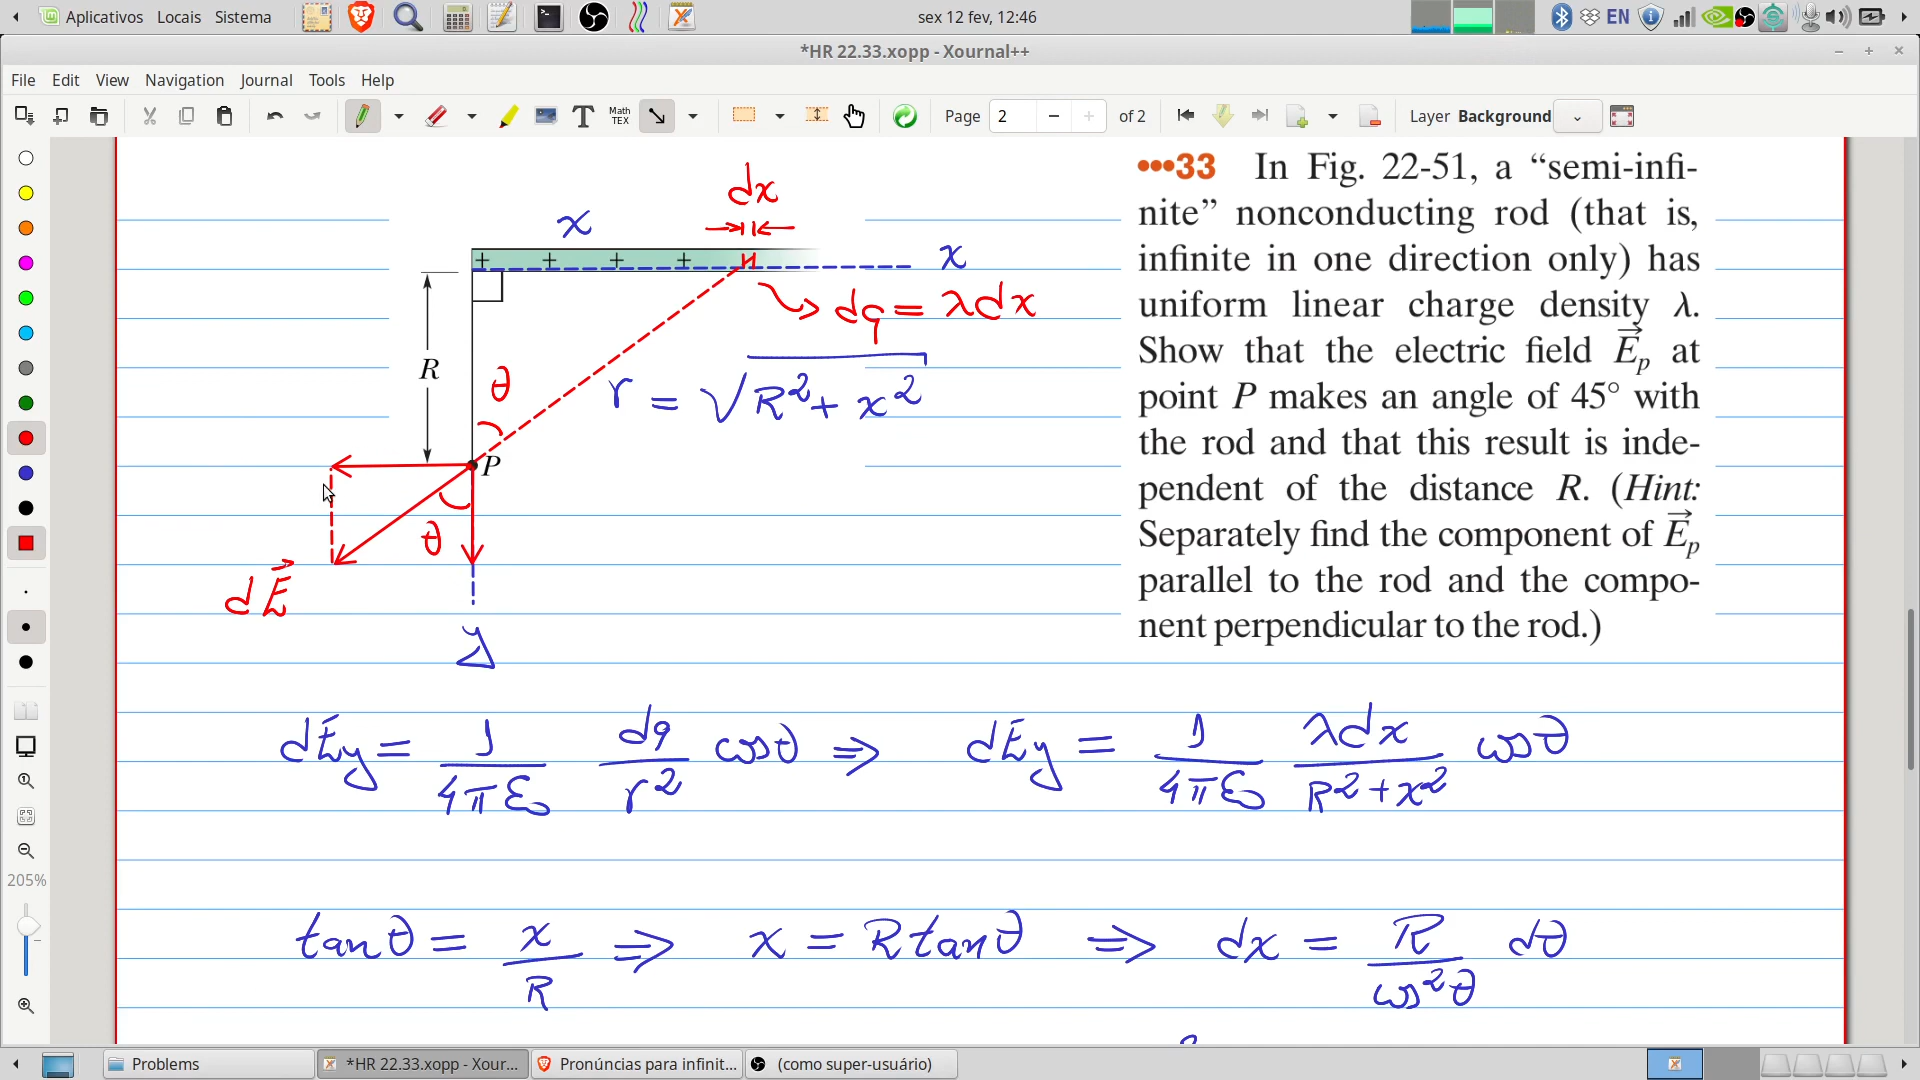 Aplicativos Locais Sistema
sex 12 fev, 12:46
EN
*HR 22.33.xopp - Xournal++
File Edit View Navigation Journal Tools Help
Math TEX
Page 2 of 2 Layer Background
dx
x
+ + + +
x
dq = λdx
R
θ
r = √R²+ x²
P
θ
dE⃗
y
•••33 In Fig. 22-51, a “semi-infi-
nite” nonconducting rod (that is,
infinite in one direction only) has
uniform linear charge density λ.
Show that the electric field E⃗p at
point P makes an angle of 45° with
the rod and that this result is inde-
pendent of the distance R. (Hint:
Separately find the component of E⃗p
parallel to the rod and the compo-
nent perpendicular to the rod.)
dEy = 1/4πε₀ dq/r² cosθ ⇒ dEy = 1/4πε₀ λdx/R²+x² cosθ
tanθ = x/R ⇒ x = Rtanθ ⇒ dx = R/cos²θ dθ
205%
Problems
*HR 22.33.xopp - Xour...
Pronúncias para infinit...
(como super-usuário)